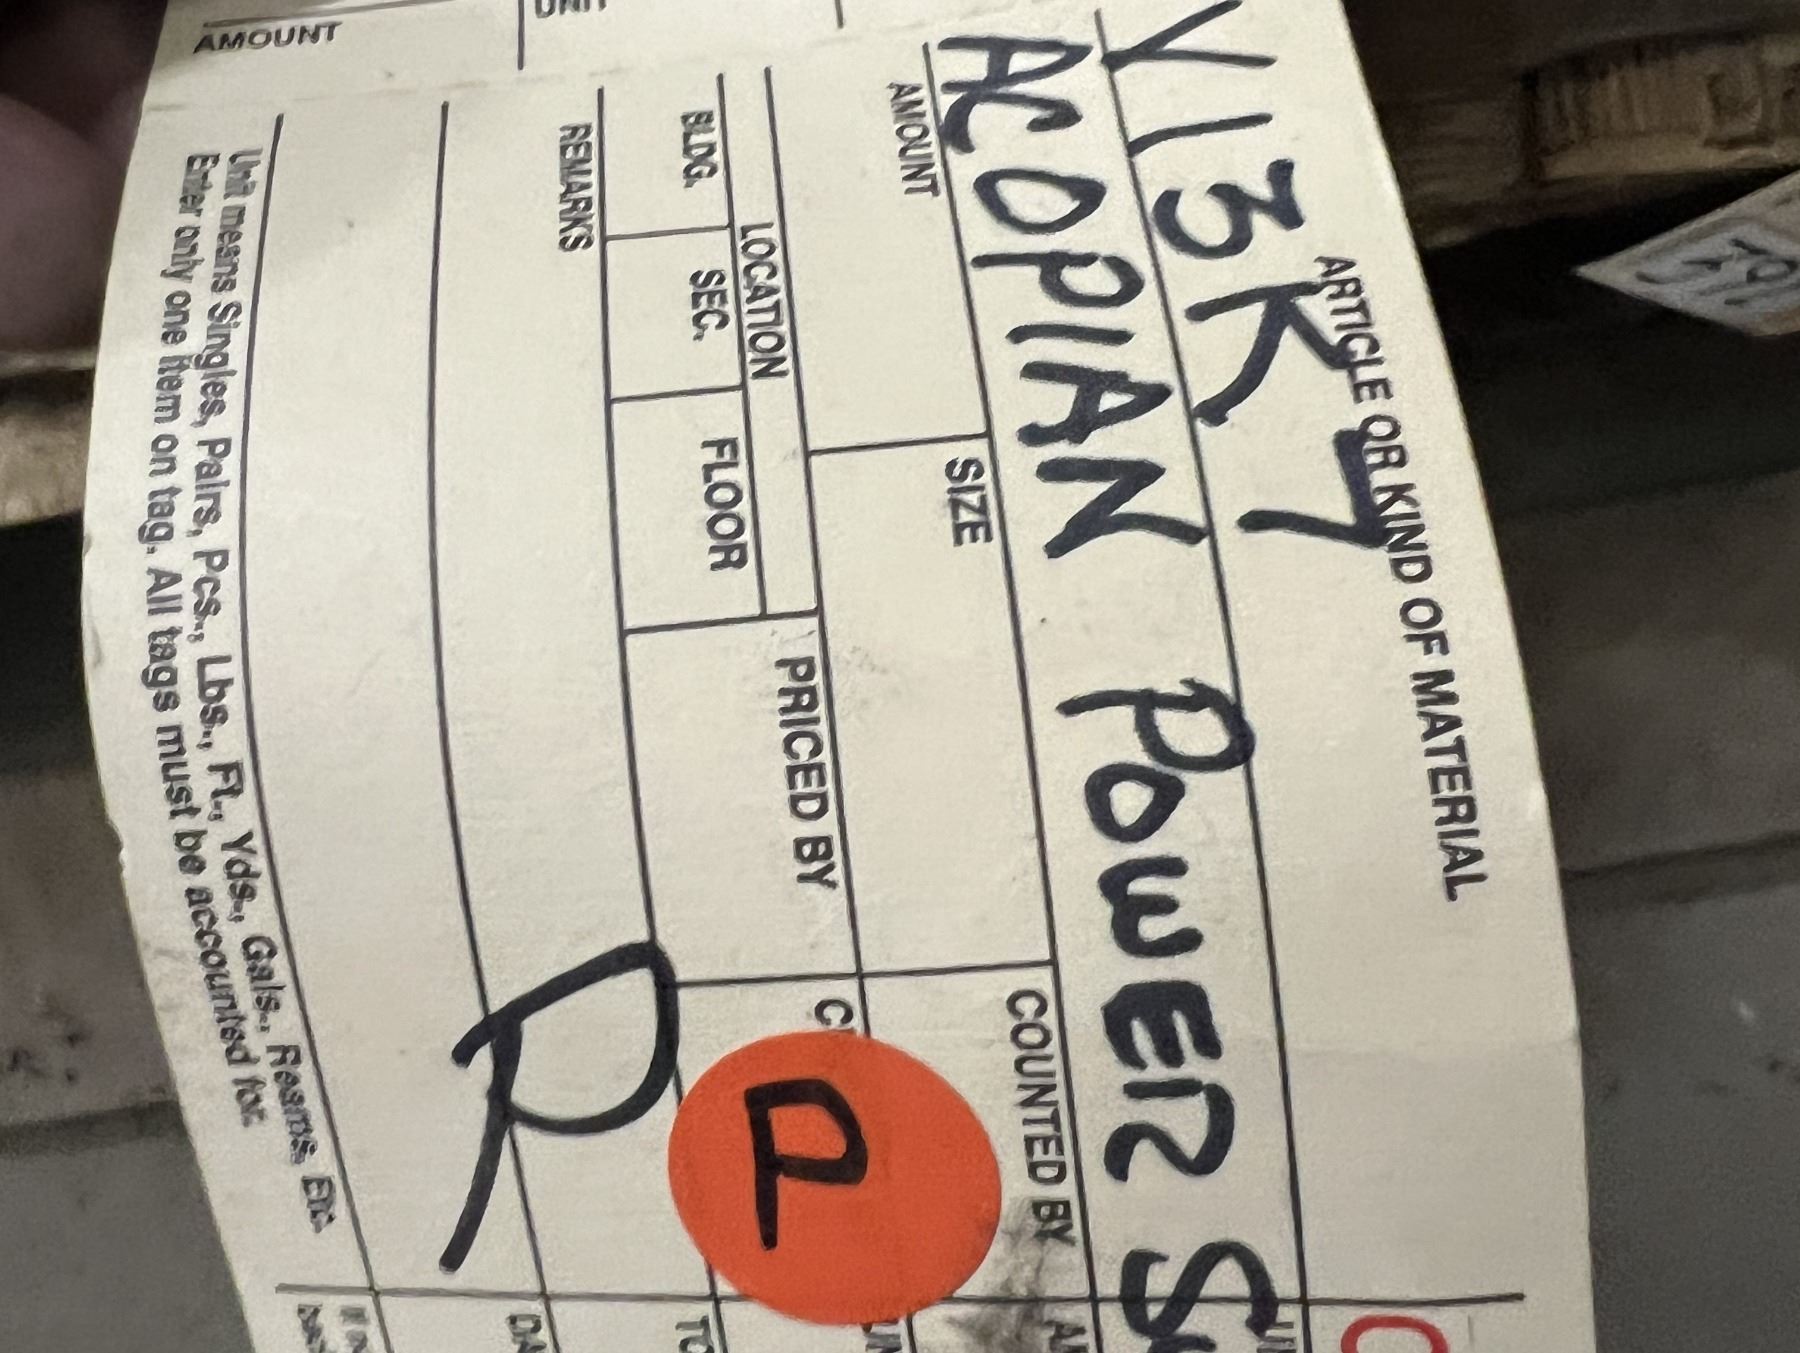 ARTICLE OR KIND OF MATERIAL
V13K7
ACOPIAN POWER
AMOUNT
SIZE
COUNTED BY
LOCATION
PRICED BY
BLDG.
SEC.
FLOOR
P
REMARKS
R
Unit means Singles, Pairs, Pcs., Lbs., Ft., Yds., Gals., Reams, Etc.
Enter only one item on tag. All tags must be accounted for.
UNIT
AMOUNT